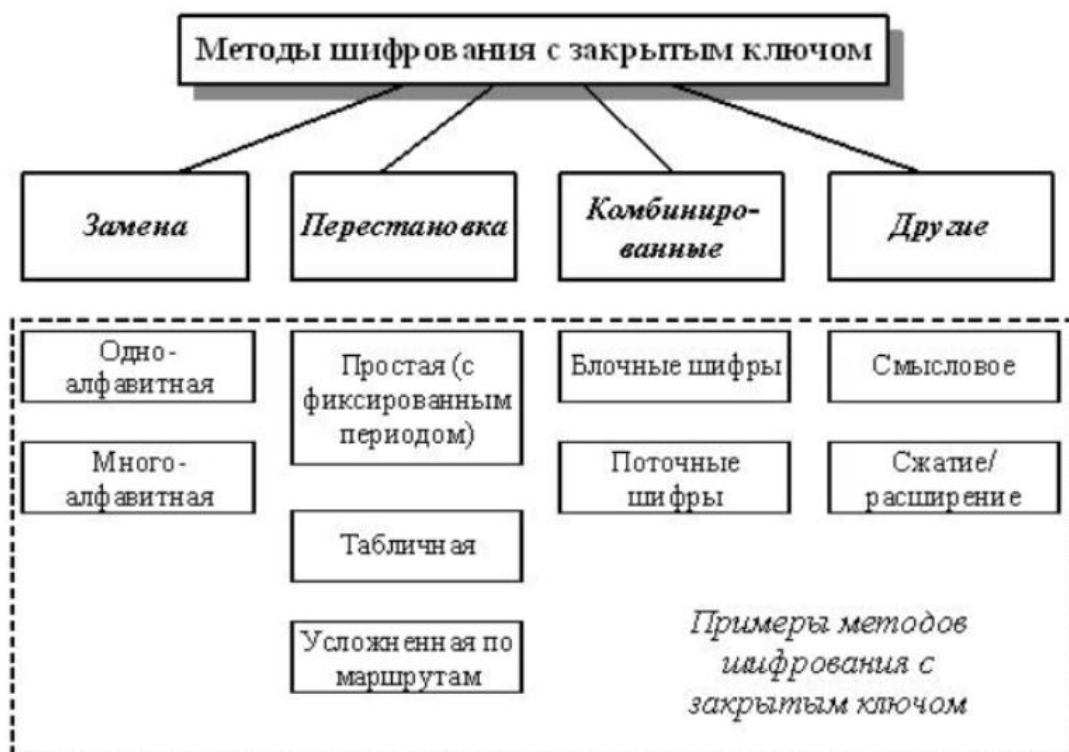 Методы шифрования с закрытым ключом
Замена
Перестановка
Комбиниро-
ванные
Другие
Одно-
алфавитная
Много-
алфавитная
Простая (с
фиксированным
периодом)
Табличная
Усложненная по
маршрутам
Блочные шифры
Поточные
шифры
Смысловое
Сжатие/
расширение
Примеры методов
шифрования с
закрытым ключом